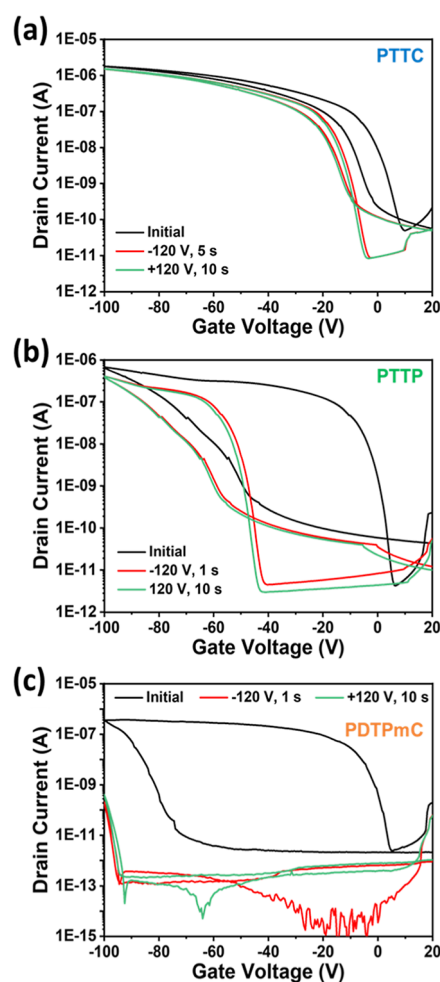 (a)
1E-05
1E-06
1E-07
1E-08
1E-09
1E-10
1E-11
1E-12
Drain Current (A)
PTTC
Initial
-120 V, 5 s
+120 V, 10 s
-100 -80 -60 -40 -20 0 20
Gate Voltage (V)
(b)
1E-06
1E-07
1E-08
1E-09
1E-10
1E-11
1E-12
Drain Current (A)
PTTP
Initial
-120 V, 1 s
120 V, 10 s
-100 -80 -60 -40 -20 0 20
Gate Voltage (V)
(c)
1E-05
1E-07
1E-09
1E-11
1E-13
1E-15
Drain Current (A)
Initial -120 V, 1 s +120 V, 10 s
PDTPmC
-100 -80 -60 -40 -20 0 20
Gate Voltage (V)